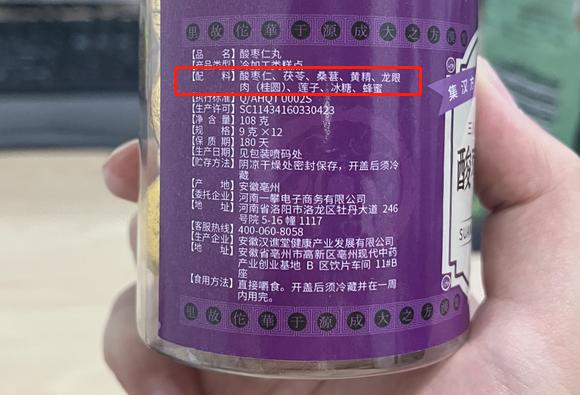 里故佗華于源成大之方漢
【品 名】酸枣仁丸
【产品类型】冷加工类糕点
【配 料】酸枣仁、茯苓、桑葚、黄精、龙眼
肉(桂圆)、莲子、冰糖、蜂蜜
【执行标准】Q/AHQT 0002S
【生产许可】SC11434160330423
【净 含 量】108 克
【规 格】9 克×12
【保 质 期】180 天
【生产日期】见包装喷码处
【贮存方法】阴凉干燥处密封保存，开盖后须冷
藏
【产 地】安徽亳州
【委托企业】河南一攀电子商务有限公司
【地 址】河南省洛阳市洛龙区牡丹大道 246
号院 5-16 幢 1117
【客服热线】400-060-8058
【生产企业】安徽汉谯堂健康产业发展有限公司
【地 址】安徽省亳州市高新区亳州现代中药
产业创业基地 B 区饮片车间 11#B
座
【食用方法】直接嚼食。开盖后须冷藏并在一周
内用完。
里故佗華于源成大之方漢
集汉方
酸
SUAN